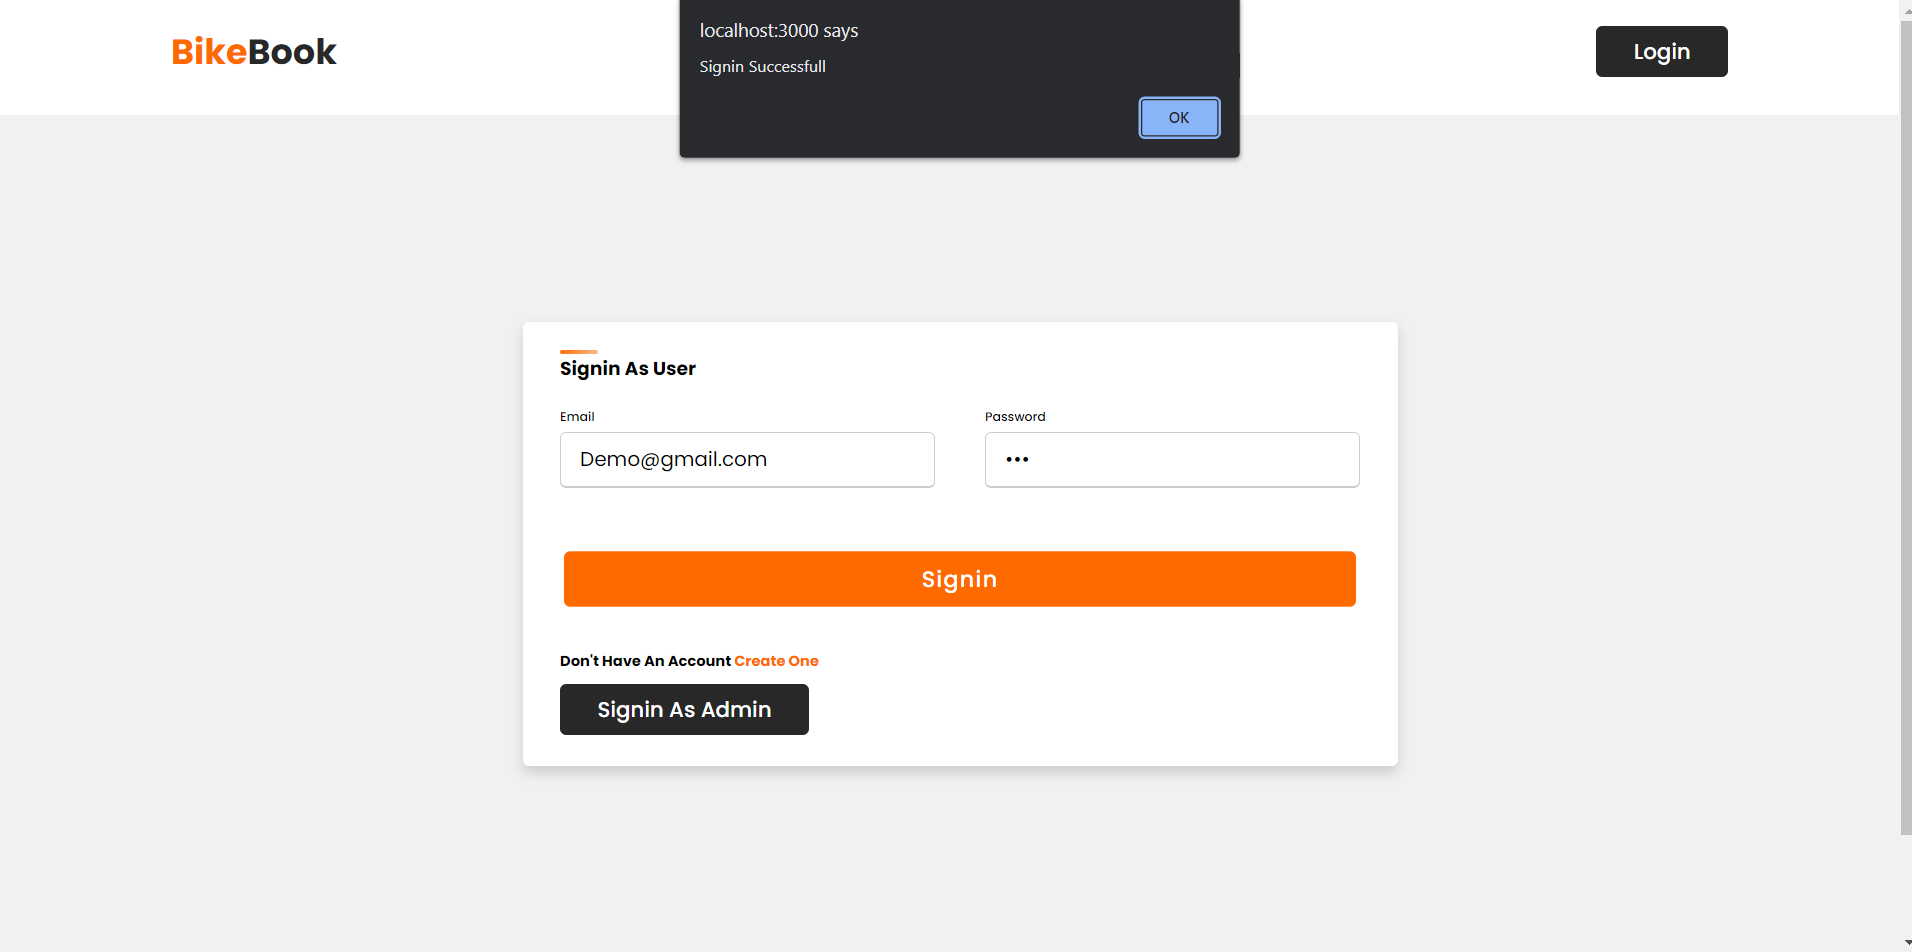 BikeBook
localhost:3000 says
Signin Successfull
OK
Login
Signin As User
Email
Password
Demo@gmail.com
•••
Signin
Don't Have An Account Create One
Signin As Admin